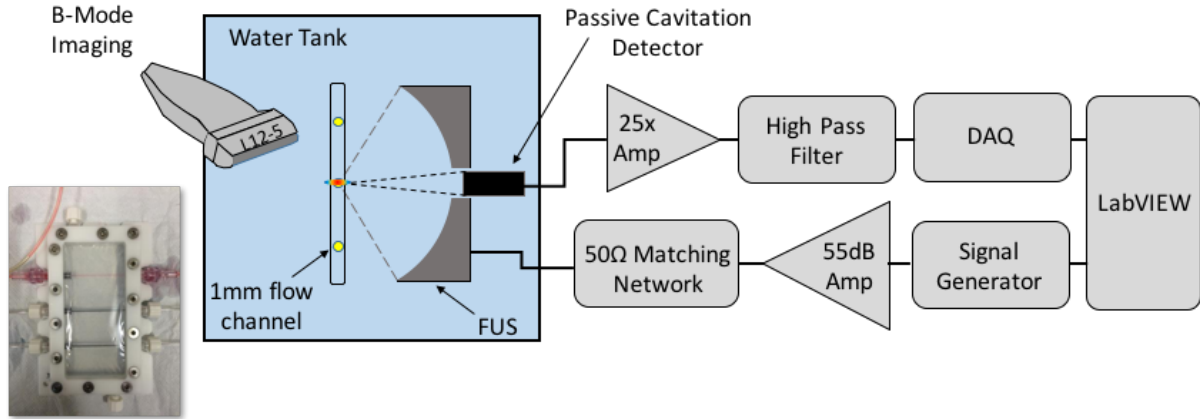 B-Mode
Imaging
Water Tank
Passive Cavitation
Detector
L12-5
25x
Amp
High Pass
Filter
DAQ
LabVIEW
50Ω Matching
Network
55dB
Amp
Signal
Generator
1mm flow
channel
FUS